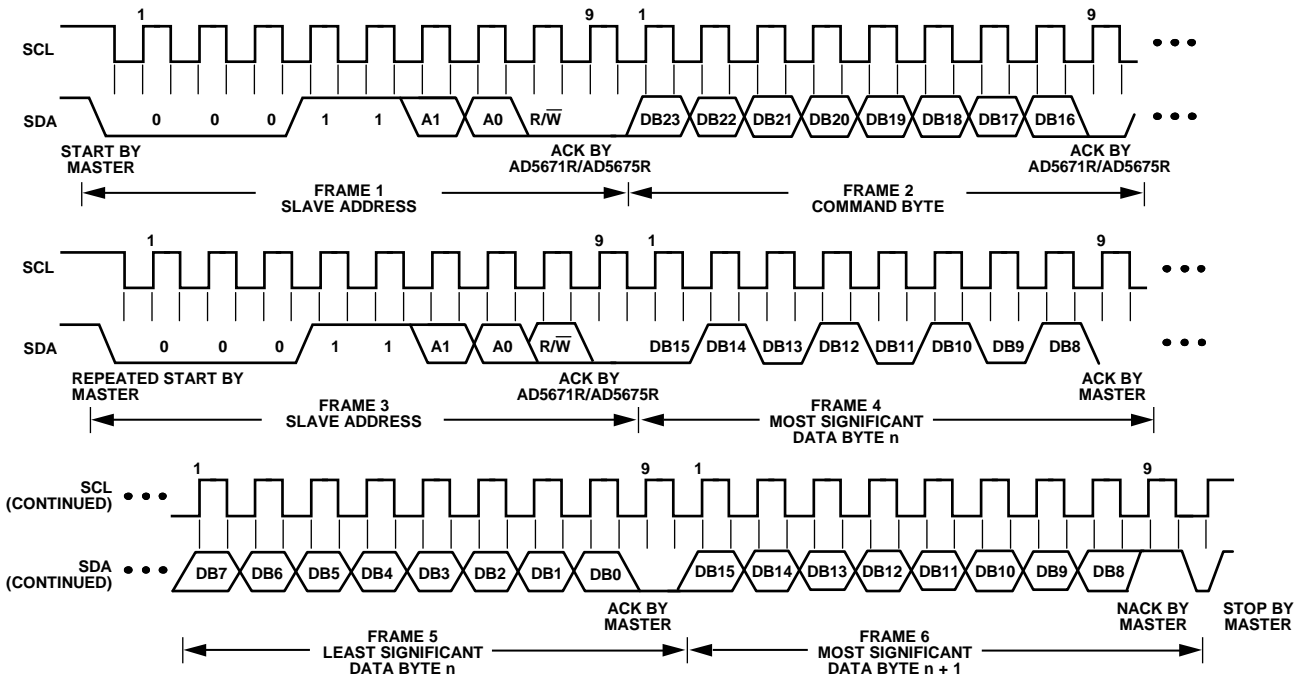 1 9 1 9
SCL
SDA 0 0 0 1 1 A1 A0 R/W̅ DB23 DB22 DB21 DB20 DB19 DB18 DB17 DB16
START BY
MASTER
ACK BY
AD5671R/AD5675R
ACK BY
AD5671R/AD5675R
FRAME 1
SLAVE ADDRESS
FRAME 2
COMMAND BYTE
1 9 1 9
SCL
SDA 0 0 0 1 1 A1 A0 R/W̅ DB15 DB14 DB13 DB12 DB11 DB10 DB9 DB8
REPEATED START BY
MASTER
ACK BY
AD5671R/AD5675R
ACK BY
MASTER
FRAME 3
SLAVE ADDRESS
FRAME 4
MOST SIGNIFICANT
DATA BYTE n
1 9 1 9
SCL
(CONTINUED)
SDA
(CONTINUED)
DB7 DB6 DB5 DB4 DB3 DB2 DB1 DB0 DB15 DB14 DB13 DB12 DB11 DB10 DB9 DB8
ACK BY
MASTER
NACK BY
MASTER
STOP BY
MASTER
FRAME 5
LEAST SIGNIFICANT
DATA BYTE n
FRAME 6
MOST SIGNIFICANT
DATA BYTE n + 1